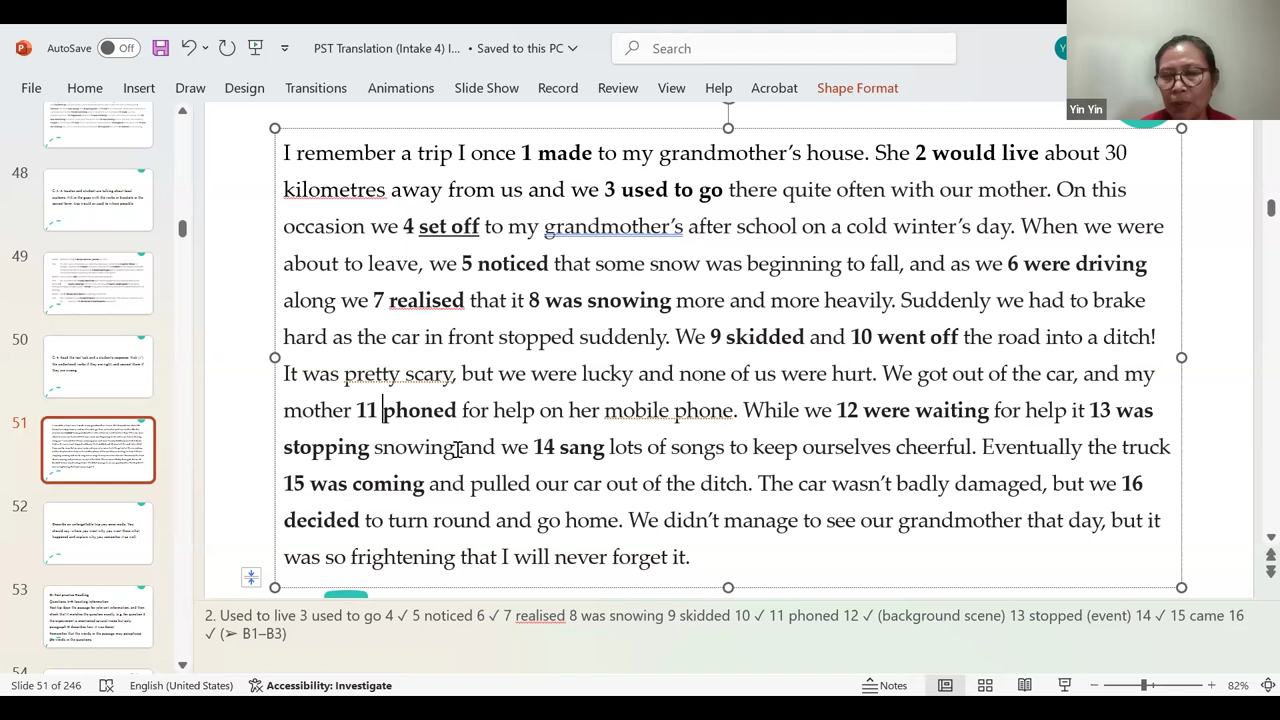 AutoSave Off PST Translation (Intake 4) I... • Saved to this PC Search
Yin Yin
File Home Insert Draw Design Transitions Animations Slide Show Record Review View Help Acrobat Shape Format
48
49
50
51
52
53
54
I remember a trip I once 1 made to my grandmother's house. She 2 would live about 30
kilometres away from us and we 3 used to go there quite often with our mother. On this
occasion we 4 set off to my grandmother's after school on a cold winter's day. When we were
about to leave, we 5 noticed that some snow was beginning to fall, and as we 6 were driving
along we 7 realised that it 8 was snowing more and more heavily. Suddenly we had to brake
hard as the car in front stopped suddenly. We 9 skidded and 10 went off the road into a ditch!
It was pretty scary, but we were lucky and none of us were hurt. We got out of the car, and my
mother 11 phoned for help on her mobile phone. While we 12 were waiting for help it 13 was
stopping snowing and we 14 sang lots of songs to keep ourselves cheerful. Eventually the truck
15 was coming and pulled our car out of the ditch. The car wasn't badly damaged, but we 16
decided to turn round and go home. We didn't manage to see our grandmother that day, but it
was so frightening that I will never forget it.
2. Used to live 3 used to go 4 ✓ 5 noticed 6 ✓ realised 8 was snowing 9 skidded 10 ✓ 11 phoned 12 ✓ (background scene) 13 stopped (event) 14 ✓ 15 came 16
✓ (➢ B1–B3)
Slide 51 of 246 English (United States) Accessibility: Investigate Notes 82%